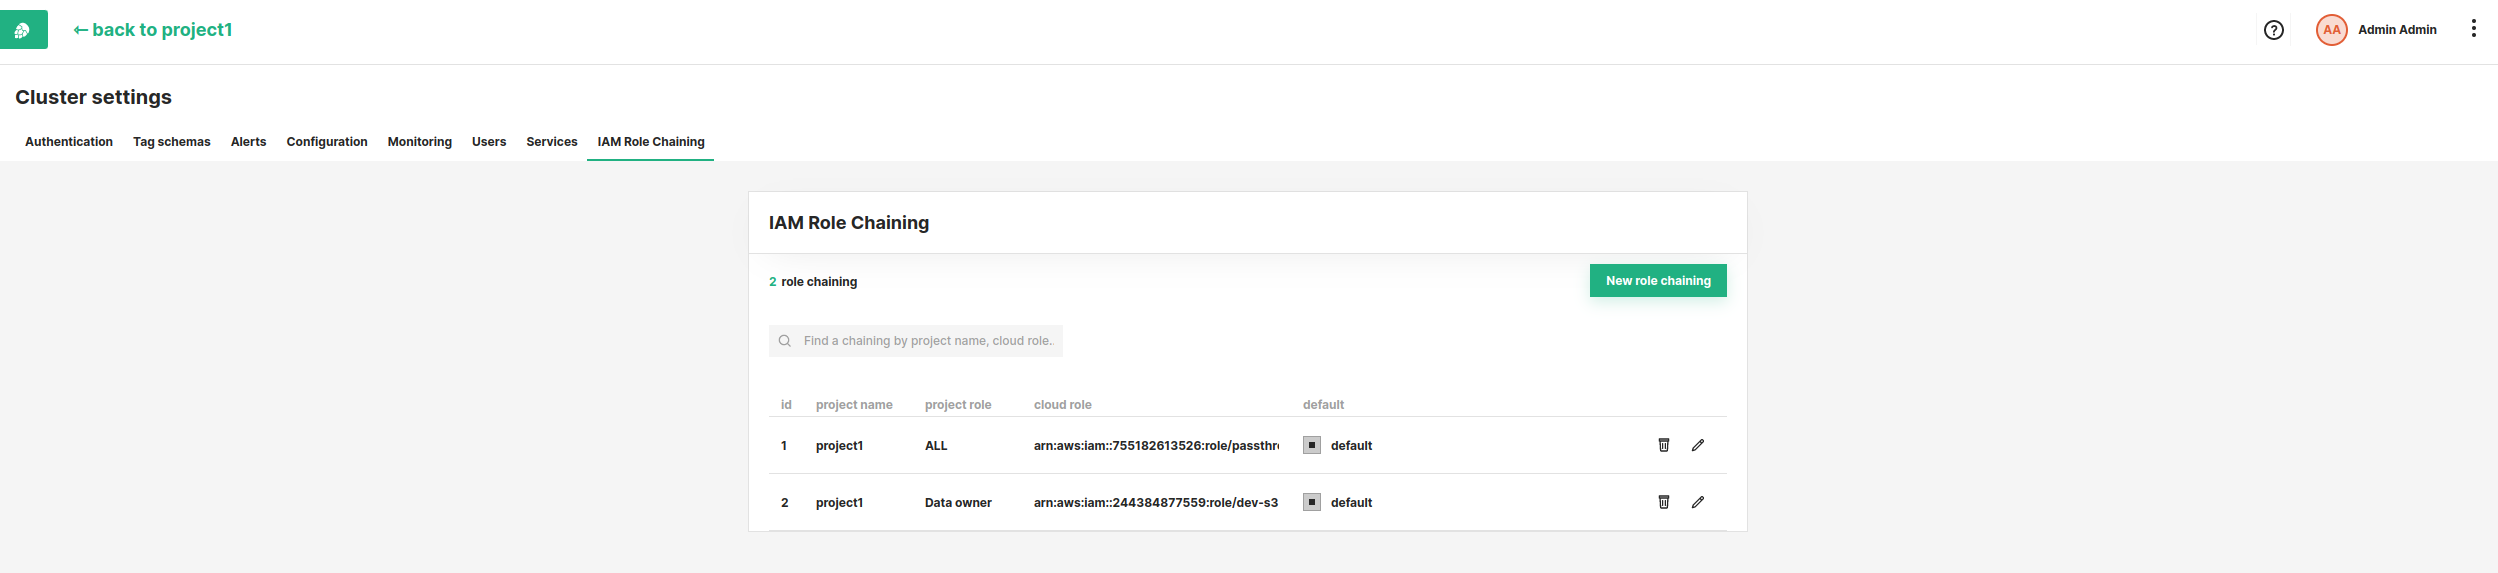 ← back to project1
?
AA Admin Admin
Cluster settings
Authentication Tag schemas Alerts Configuration Monitoring Users Services IAM Role Chaining
IAM Role Chaining
2 role chaining
New role chaining
Find a chaining by project name, cloud role..
id project name project role cloud role default
1 project1 ALL arn:aws:iam::755182613526:role/passthr default
2 project1 Data owner arn:aws:iam::244384877559:role/dev-s3 default